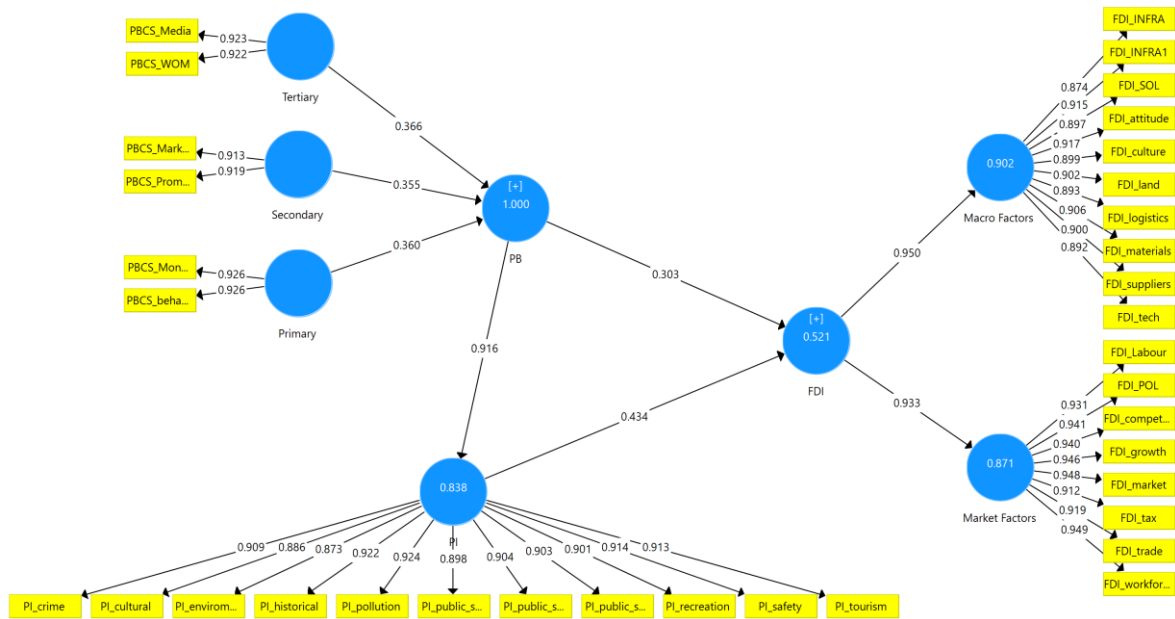 PBCS_Media
PBCS_WOM
0.923
0.922
Tertiary
0.366
PBCS_Mark...
PBCS_Prom...
0.913
0.919
Secondary
0.355
PBCS_Mon...
PBCS_beha...
0.926
0.926
Primary
0.360
[+]
1.000
PB
0.303
0.916
0.434
[+]
0.521
FDI
0.950
0.933
0.902
Macro Factors
0.874
0.915
0.897
0.917
0.899
0.902
0.893
0.906
0.900
0.892
FDI_INFRA
FDI_INFRA1
FDI_SOL
FDI_attitude
FDI_culture
FDI_land
FDI_logistics
FDI_materials
FDI_suppliers
FDI_tech
0.871
Market Factors
0.931
0.941
0.940
0.946
0.948
0.912
0.919
0.949
FDI_Labour
FDI_POL
FDI_compet...
FDI_growth
FDI_market
FDI_tax
FDI_trade
FDI_workfor...
0.838
PI
0.909
0.886
0.873
0.922
0.924
0.898
0.904
0.903
0.901
0.914
0.913
PI_crime
PI_cultural
PI_envirom...
PI_historical
PI_pollution
PI_public_s...
PI_public_s...
PI_public_s...
PI_recreation
PI_safety
PI_tourism